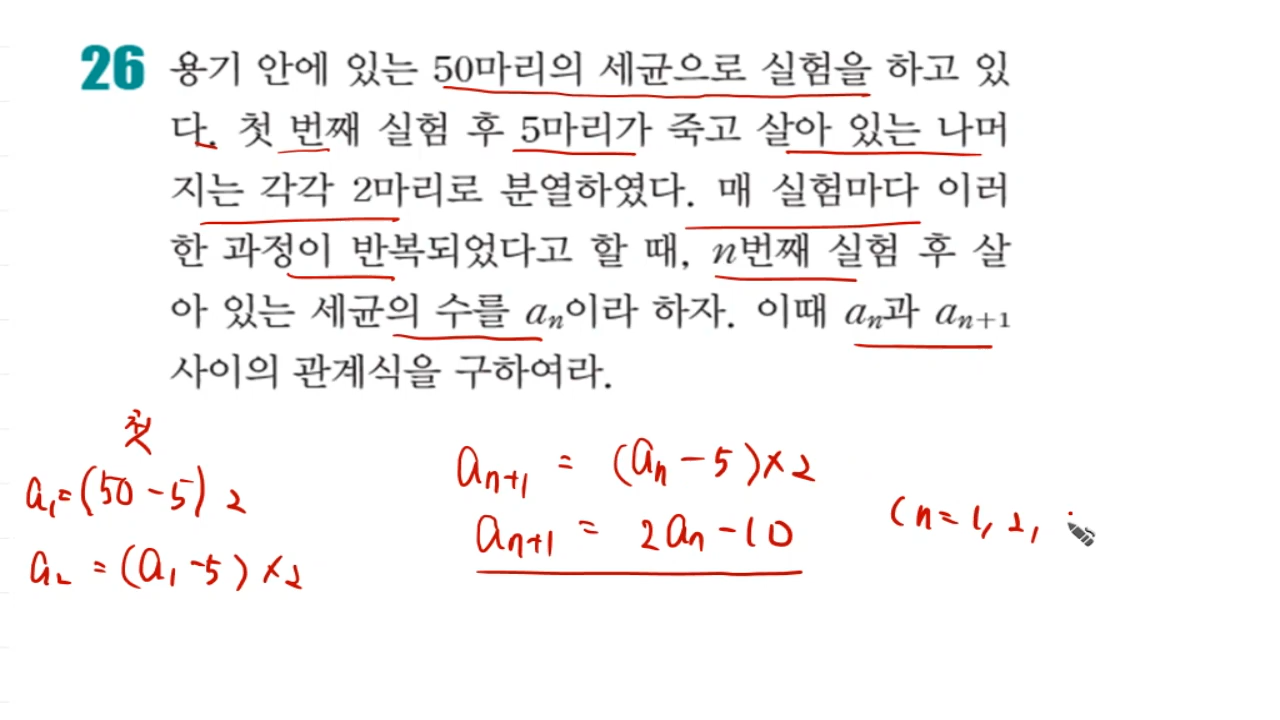 26 용기 안에 있는 50마리의 세균으로 실험을 하고 있
다. 첫 번째 실험 후 5마리가 죽고 살아 있는 나머
지는 각각 2마리로 분열하였다. 매 실험마다 이러
한 과정이 반복되었다고 할 때, n번째 실험 후 살
아 있는 세균의 수를 aₙ이라 하자. 이때 aₙ과 aₙ₊₁
사이의 관계식을 구하여라.
첫
a₁=(50-5)2
a₂=(a₁-5)×2
aₙ₊₁=(aₙ-5)×2
aₙ₊₁=2aₙ-10
(n=1, 2,